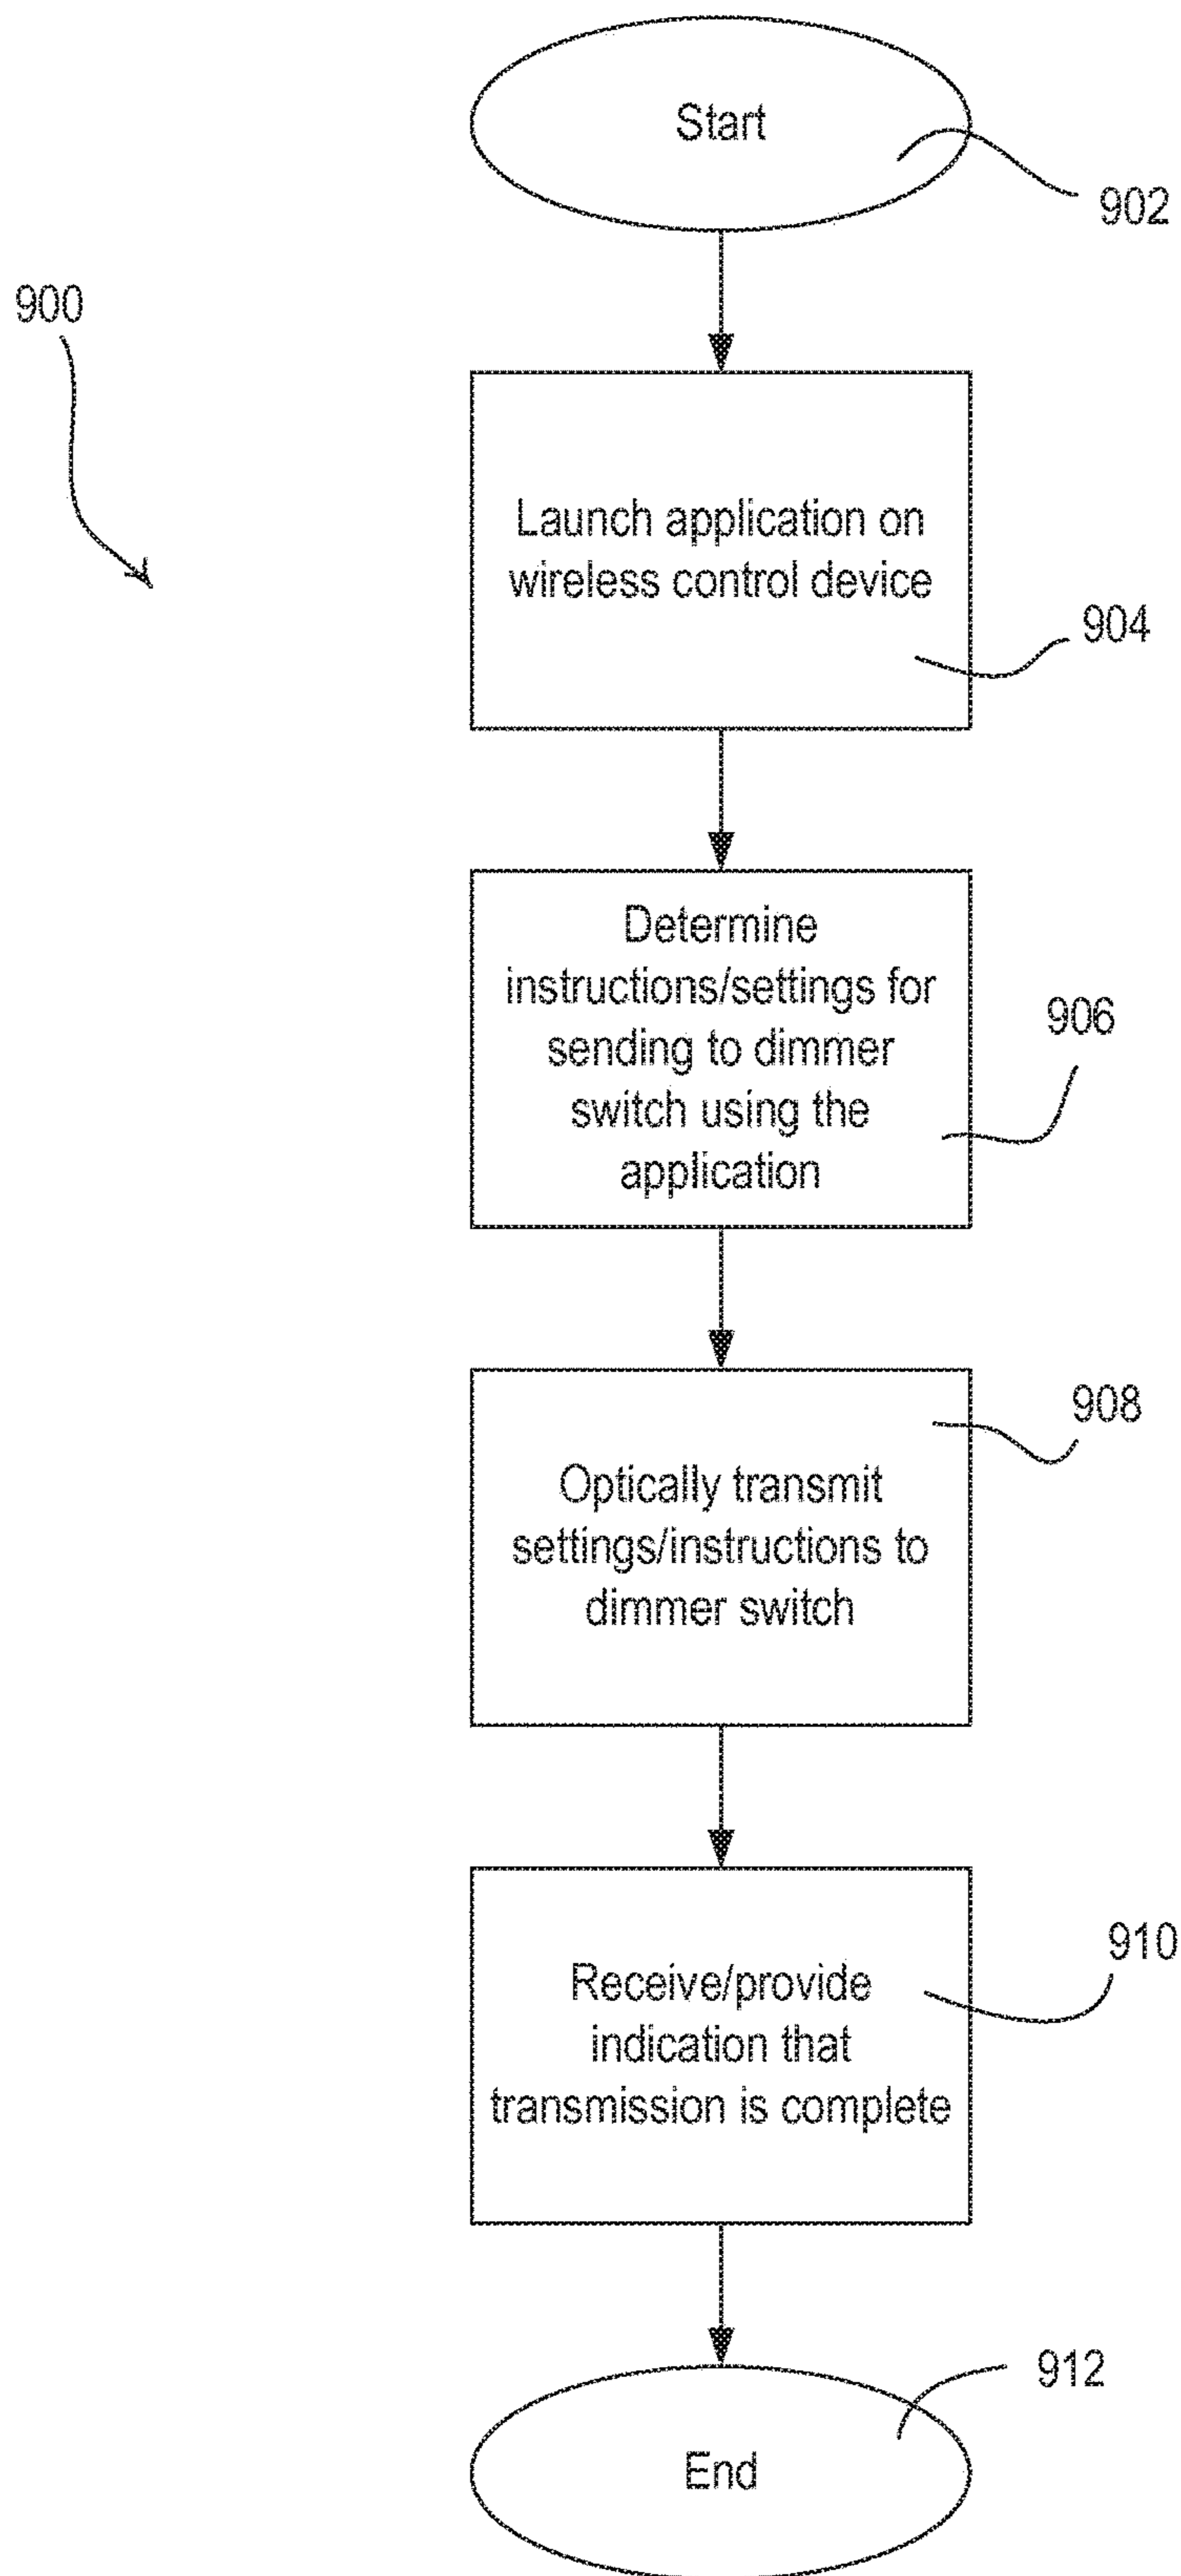 Start
902
900
Launch application on
wireless control device
904
Determine
instructions/settings for
sending to dimmer
switch using the
application
906
908
Optically transmit
settings/instructions to
dimmer switch
910
Receive/provide
indication that
transmission is complete
912
End